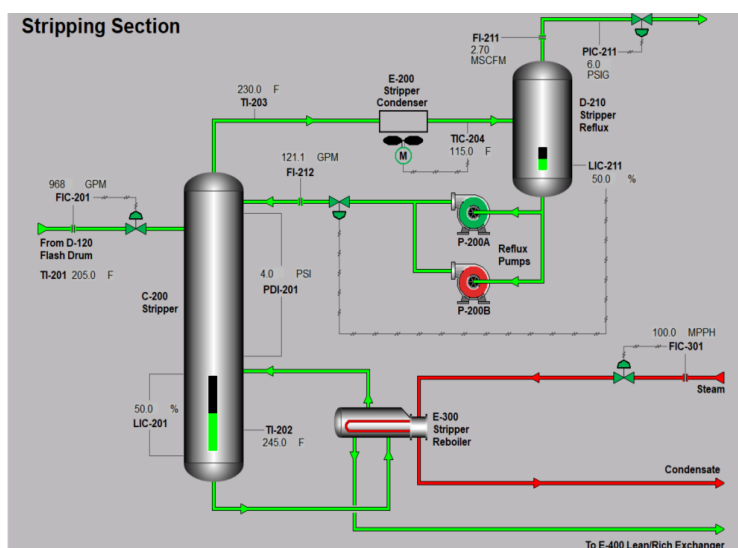 Stripping Section
FI-211
2.70
MSCFM
PIC-211
6.0
PSIG
230.0 F
TI-203
E-200
Stripper
Condenser
D-210
Stripper
Reflux
TIC-204
115.0 F
M
121.1 GPM
FI-212
LIC-211
50.0 %
968 GPM
FIC-201
From D-120
Flash Drum
TI-201 205.0 F
P-200A
Reflux
Pumps
P-200B
4.0 PSI
PDI-201
C-200
Stripper
100.0 MPPH
FIC-301
Steam
50.0 %
LIC-201
TI-202
245.0 F
E-300
Stripper
Reboiler
Condensate
To E-400 Lean/Rich Exchanger